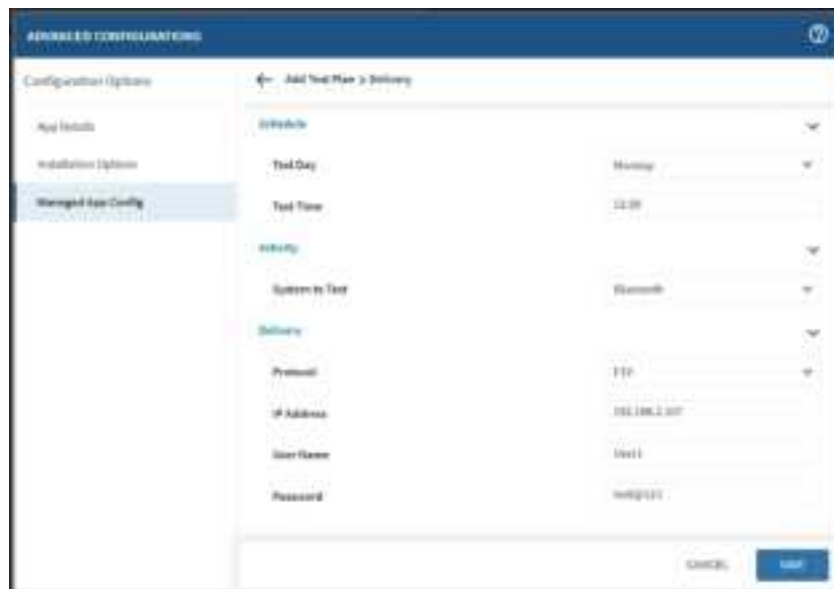 ADVANCED CONFIGURATIONS
Configuration Options
Add Test Plan > Delivery
App Details
Schedule
Installation Options
Test Day
Monday
Managed App Config
Test Time
Activity
System to Test
Bluetooth
Delivery
Protocol
FTP
IP Address
User Name
User1
Password
CANCEL
SAVE